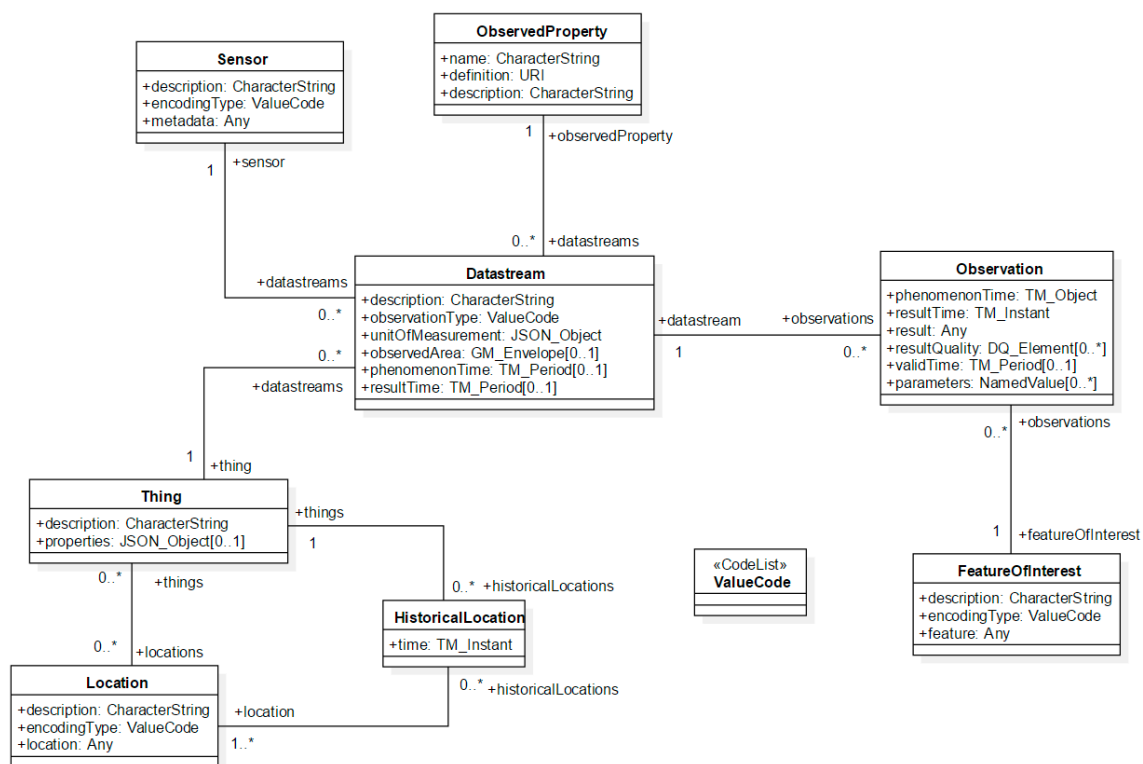 ObservedProperty
+name: CharacterString
+definition: URI
+description: CharacterString
Sensor
+description: CharacterString
+encodingType: ValueCode
+metadata: Any
1
+observedProperty
1
+sensor
0..*
+datastreams
+datastreams
0..*
Datastream
+description: CharacterString
+observationType: ValueCode
+unitOfMeasurement: JSON_Object
+observedArea: GM_Envelope[0..1]
+phenomenonTime: TM_Period[0..1]
+resultTime: TM_Period[0..1]
+datastream
1
+observations
0..*
Observation
+phenomenonTime: TM_Object
+resultTime: TM_Instant
+result: Any
+resultQuality: DQ_Element[0..*]
+validTime: TM_Period[0..1]
+parameters: NamedValue[0..*]
0..*
+datastreams
0..*
+observations
1
+thing
Thing
+description: CharacterString
+properties: JSON_Object[0..1]
+things
1
0..*
+things
0..*
+historicalLocations
1
+featureOfInterest
«CodeList»
ValueCode
FeatureOfInterest
+description: CharacterString
+encodingType: ValueCode
+feature: Any
HistoricalLocation
+time: TM_Instant
0..*
+locations
0..*
+historicalLocations
Location
+description: CharacterString
+encodingType: ValueCode
+location: Any
+location
1..*